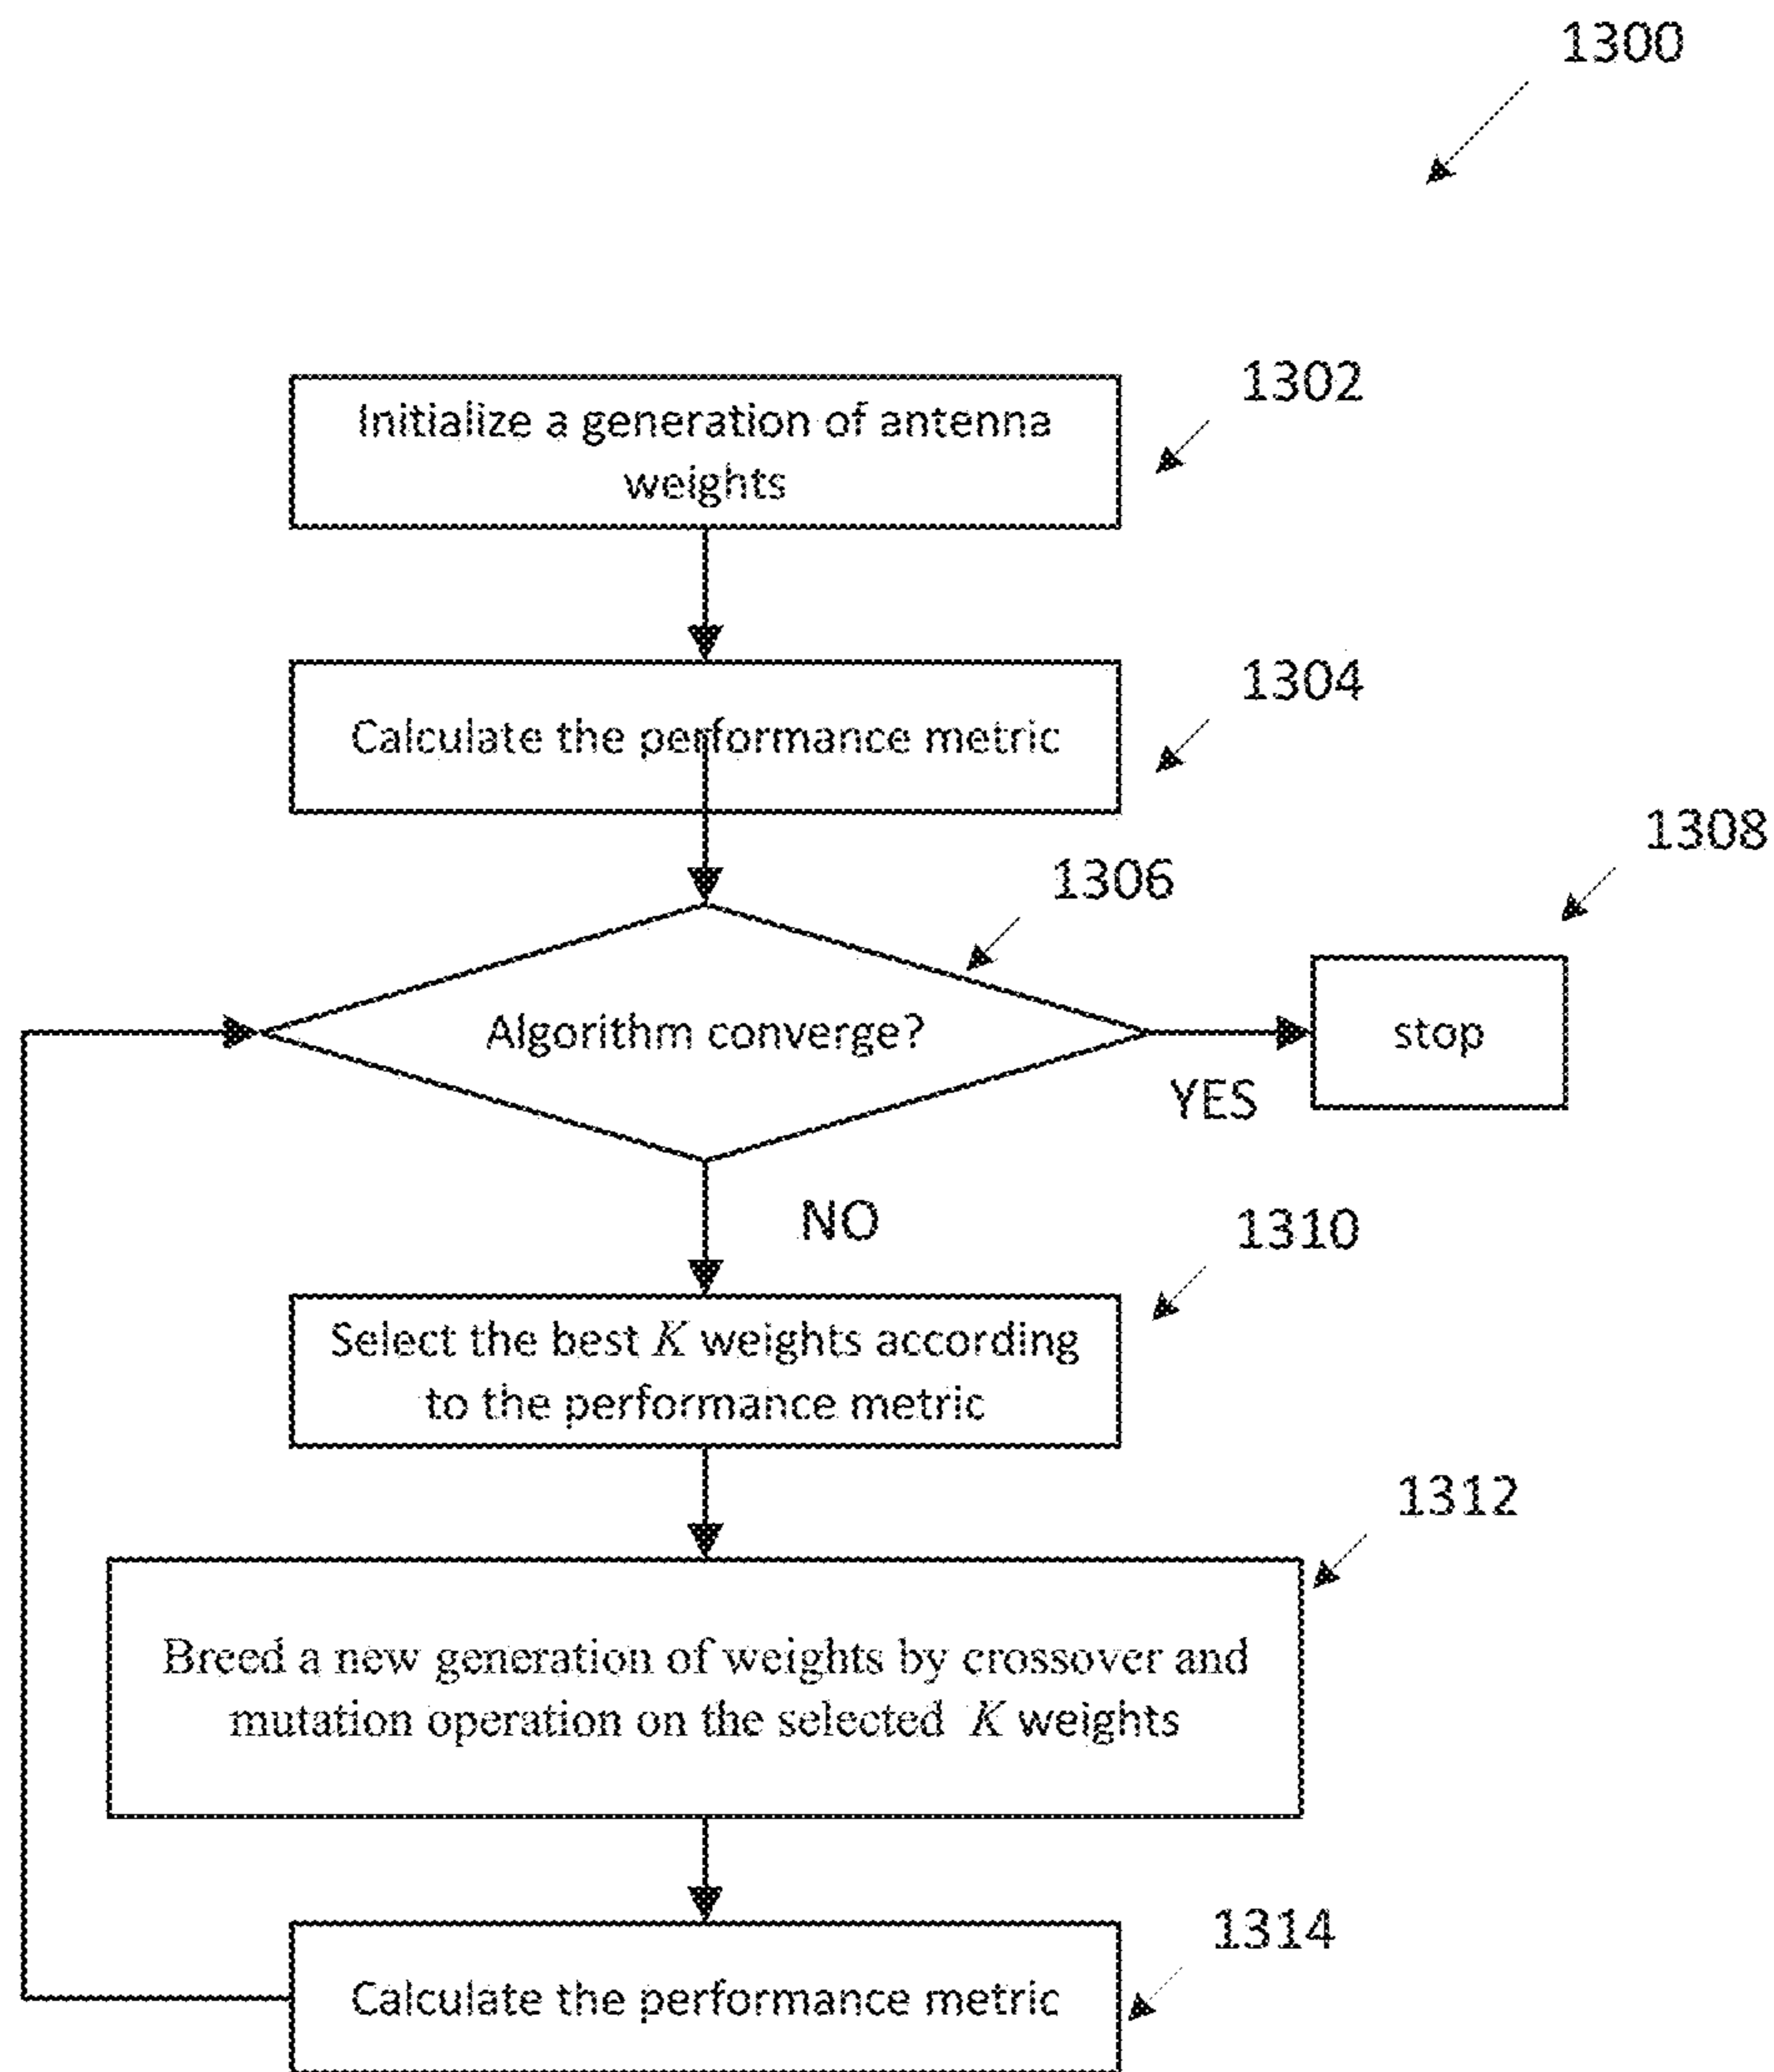 1300
1302
Initialize a generation of antenna
weights
1304
Calculate the performance metric
1308
1306
Algorithm converge?
stop
YES
NO
1310
Select the best K weights according
to the performance metric
1312
Breed a new generation of weights by crossover and
mutation operation on the selected K weights
1314
Calculate the performance metric